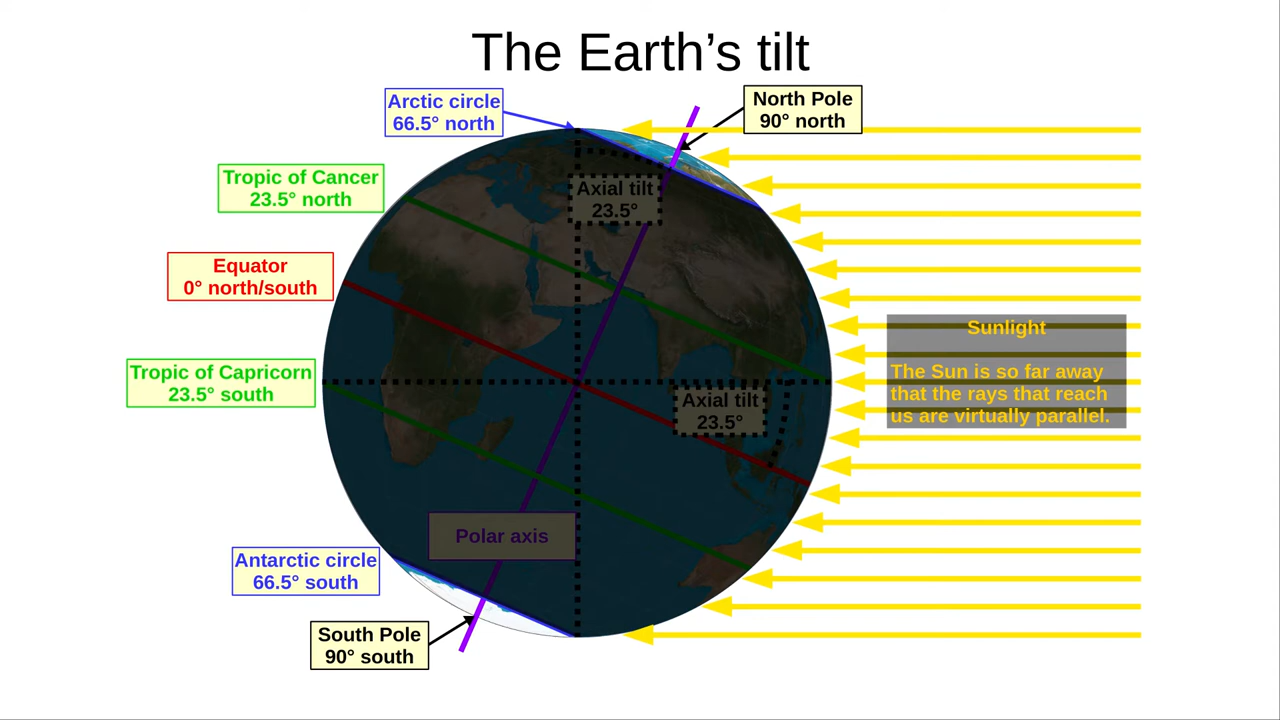 The Earth’s tilt
Arctic circle
66.5° north
North Pole
90° north
Tropic of Cancer
23.5° north
Axial tilt
23.5°
Equator
0° north/south
Sunlight
The Sun is so far away
that the rays that reach
us are virtually parallel.
Tropic of Capricorn
23.5° south
Axial tilt
23.5°
Polar axis
Antarctic circle
66.5° south
South Pole
90° south